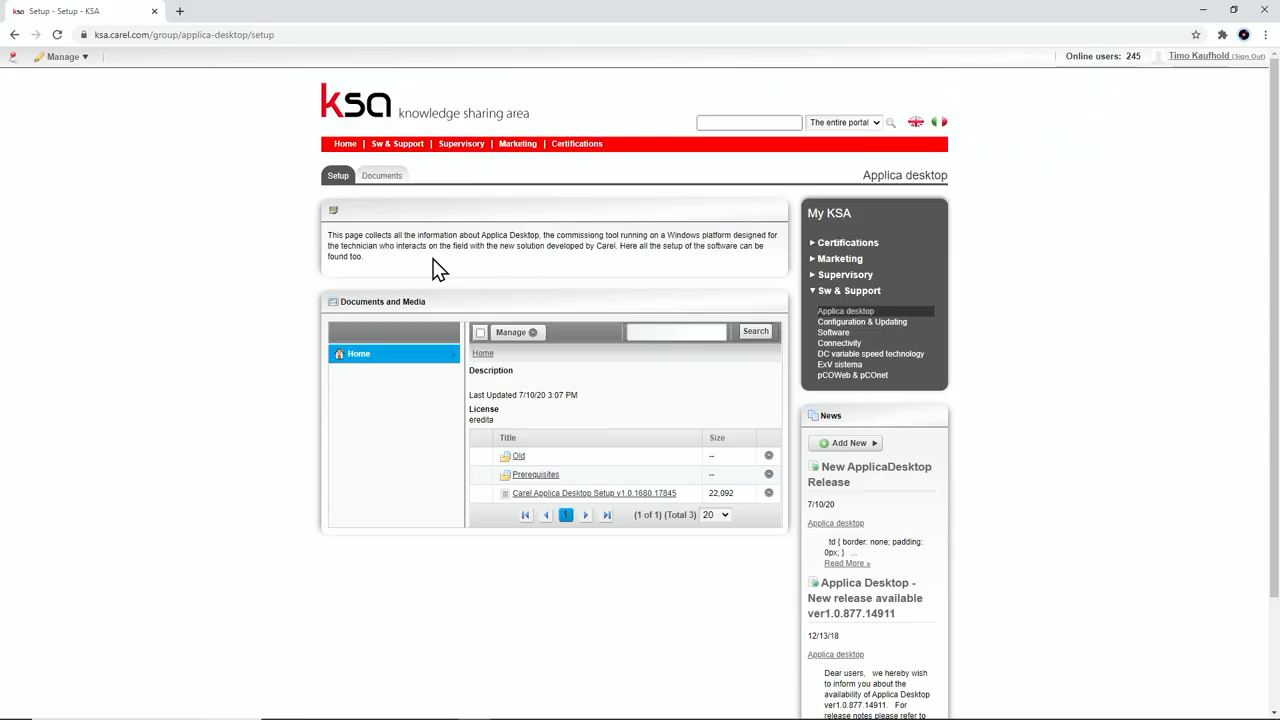 Setup - Setup - KSA
ksa.carel.com/group/applica-desktop/setup
Manage
Online users: 245
Timo Kaufhold (Sign Out)
ksa knowledge sharing area
The entire portal
Home | Sw & Support | Supervisory | Marketing | Certifications
Setup
Documents
Applica desktop
This page collects all the information about Applica Desktop, the commissiong tool running on a Windows platform designed for
the technician who interacts on the field with the new solution developed by Carel. Here all the setup of the software can be
found too.
Documents and Media
Home
Manage
Search
Home
Description
Last Updated 7/10/20 3:07 PM
License
eredita
Title Size
Old --
Prerequisites --
Carel Applica Desktop Setup v1.0.1680.17845 22,092
1 (1 of 1) (Total 3) 20
My KSA
Certifications
Marketing
Supervisory
Sw & Support
Applica desktop
Configuration & Updating
Software
Connectivity
DC variable speed technology
ExV sistema
pCOWeb & pCOnet
News
Add New
New ApplicaDesktop
Release
7/10/20
Applica desktop
td { border: none; padding:
0px; } ...
Read More »
Applica Desktop -
New release available
ver1.0.877.14911
12/13/18
Applica desktop
Dear users, we hereby wish
to inform you about the
availability of Applica Desktop
ver1.0.877.14911. For
release notes please refer to